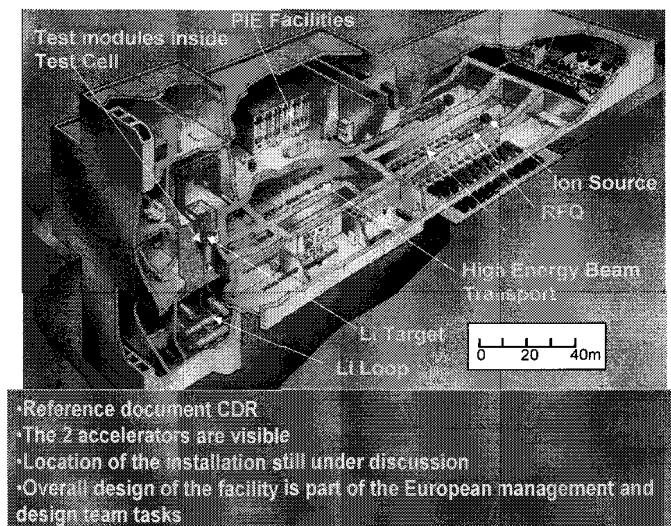 PIE Facilities
Test modules inside
Test Cell
Ion Source
RFQ
High Energy Beam
Transport
Li Target
Li Loop
0 20 40m
•Reference document CDR
•The 2 accelerators are visible
•Location of the installation still under discussion
•Overall design of the facility is part of the European management and
design team tasks